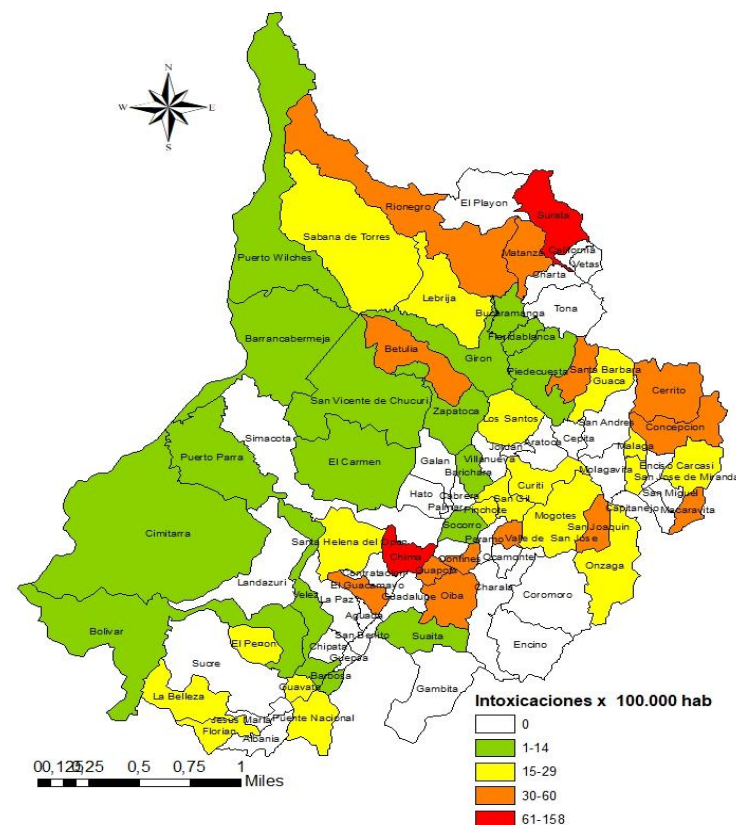 N
W E
S
El Playon
Rionegro
Surata
Sabana de Torres
Matanza
California
Vetas
Charta
Puerto Wilches
Lebrija
Tona
Bucaramanga
Floridablanca
Barrancabermeja
Betulia
Giron
Piedecuesta
Santa Barbara
Guaca
Cerrito
San Vicente de Chucuri
Zapatoca
Los Santos
San Andres
Concepcion
Simacota
Jordan
Aratoca
Cepita
Malaga
Puerto Parra
El Carmen
Galan
Villanueva
Barichara
Molagavita
Enciso
Carcasi
San Jose de Miranda
Hato
Cabrera
Palmar
Curiti
San Gil
Pinchote
San Miguel
Capitanejo
Macaravita
Cimitarra
Socorro
Mogotes
San Joaquin
Santa Helena del Opon
Chima
Paramo
Valle de San Jose
Confines
Ocamonte
Onzaga
Contratacion
Guapota
Landazuri
El Guacamayo
Velez
La Paz
Guadalupe
Oiba
Charala
Coromoro
Aguada
Bolivar
El Penon
San Benito
Suaita
Chipata
Guepsa
Encino
Sucre
Barbosa
Gambita
Guavata
La Belleza
Jesus Maria
Puente Nacional
Florian
Albania
Intoxicaciones x 100.000 hab
0
1-14
15-29
30-60
61-158
00,1250,25 0,5 0,75 1
Miles